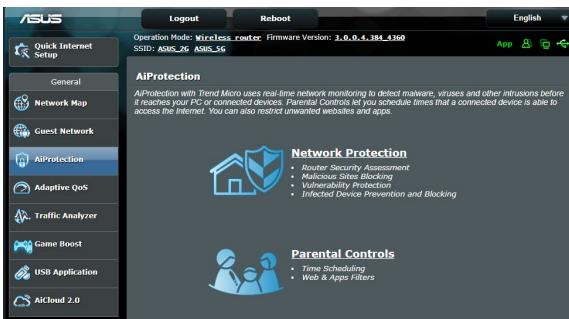 ASUS
Logout
Reboot
English
Quick Internet
Setup
Operation Mode: Wireless router Firmware Version: 3.0.0.4.384_4360
SSID: ASUS_2G ASUS_5G
App
General
Network Map
Guest Network
AiProtection
Adaptive QoS
Traffic Analyzer
Game Boost
USB Application
AiCloud 2.0
AiProtection
AiProtection with Trend Micro uses real-time network monitoring to detect malware, viruses and other intrusions before
it reaches your PC or connected devices. Parental Controls let you schedule times that a connected device is able to
access the Internet. You can also restrict unwanted websites and apps.
Network Protection
• Router Security Assessment
• Malicious Sites Blocking
• Vulnerability Protection
• Infected Device Prevention and Blocking
Parental Controls
• Time Scheduling
• Web & Apps Filters